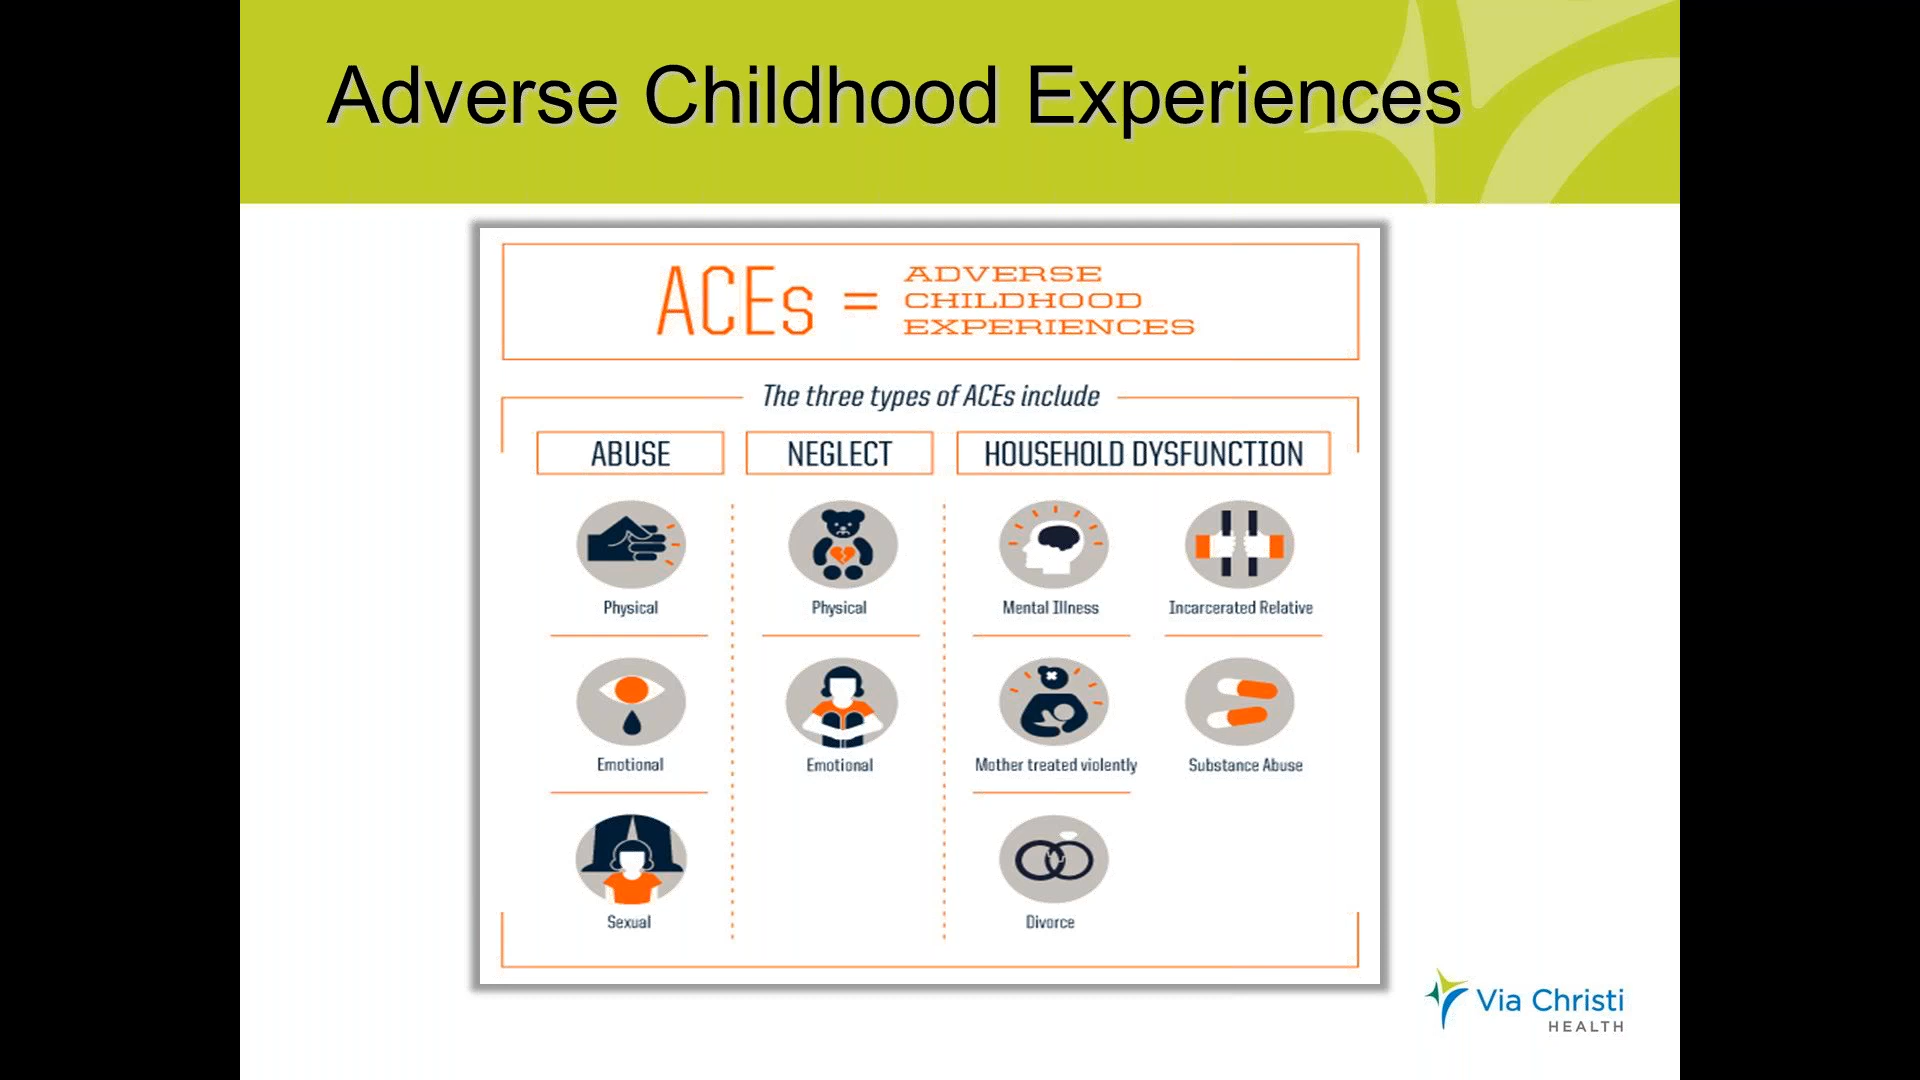 Adverse Childhood Experiences
ACEs =
ADVERSE
CHILDHOOD
EXPERIENCES
The three types of ACEs include
ABUSE
NEGLECT
HOUSEHOLD DYSFUNCTION
Physical
Physical
Mental Illness
Incarcerated Relative
Emotional
Emotional
Mother treated violently
Substance Abuse
Sexual
Divorce
Via Christi
HEALTH